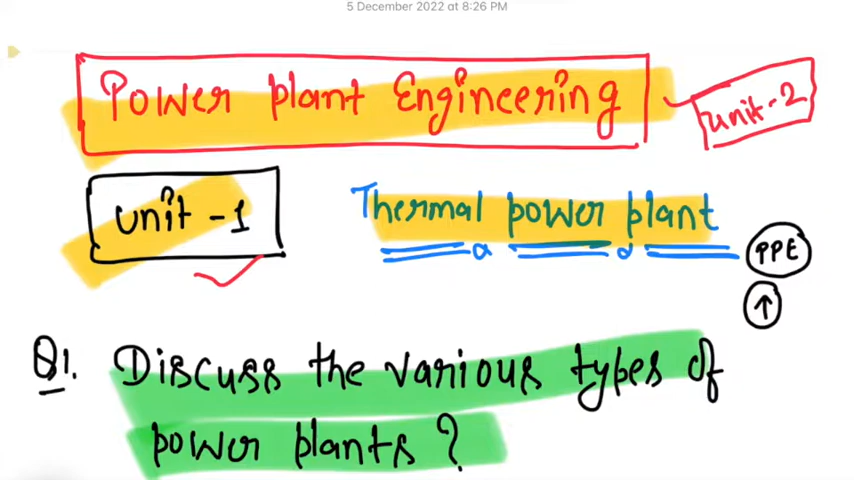 5 December 2022 at 8:26 PM
Power plant Engineering
unit-2
unit-1
Thermal power plant
PPE
Q1. Discuss the various types of
power plants?